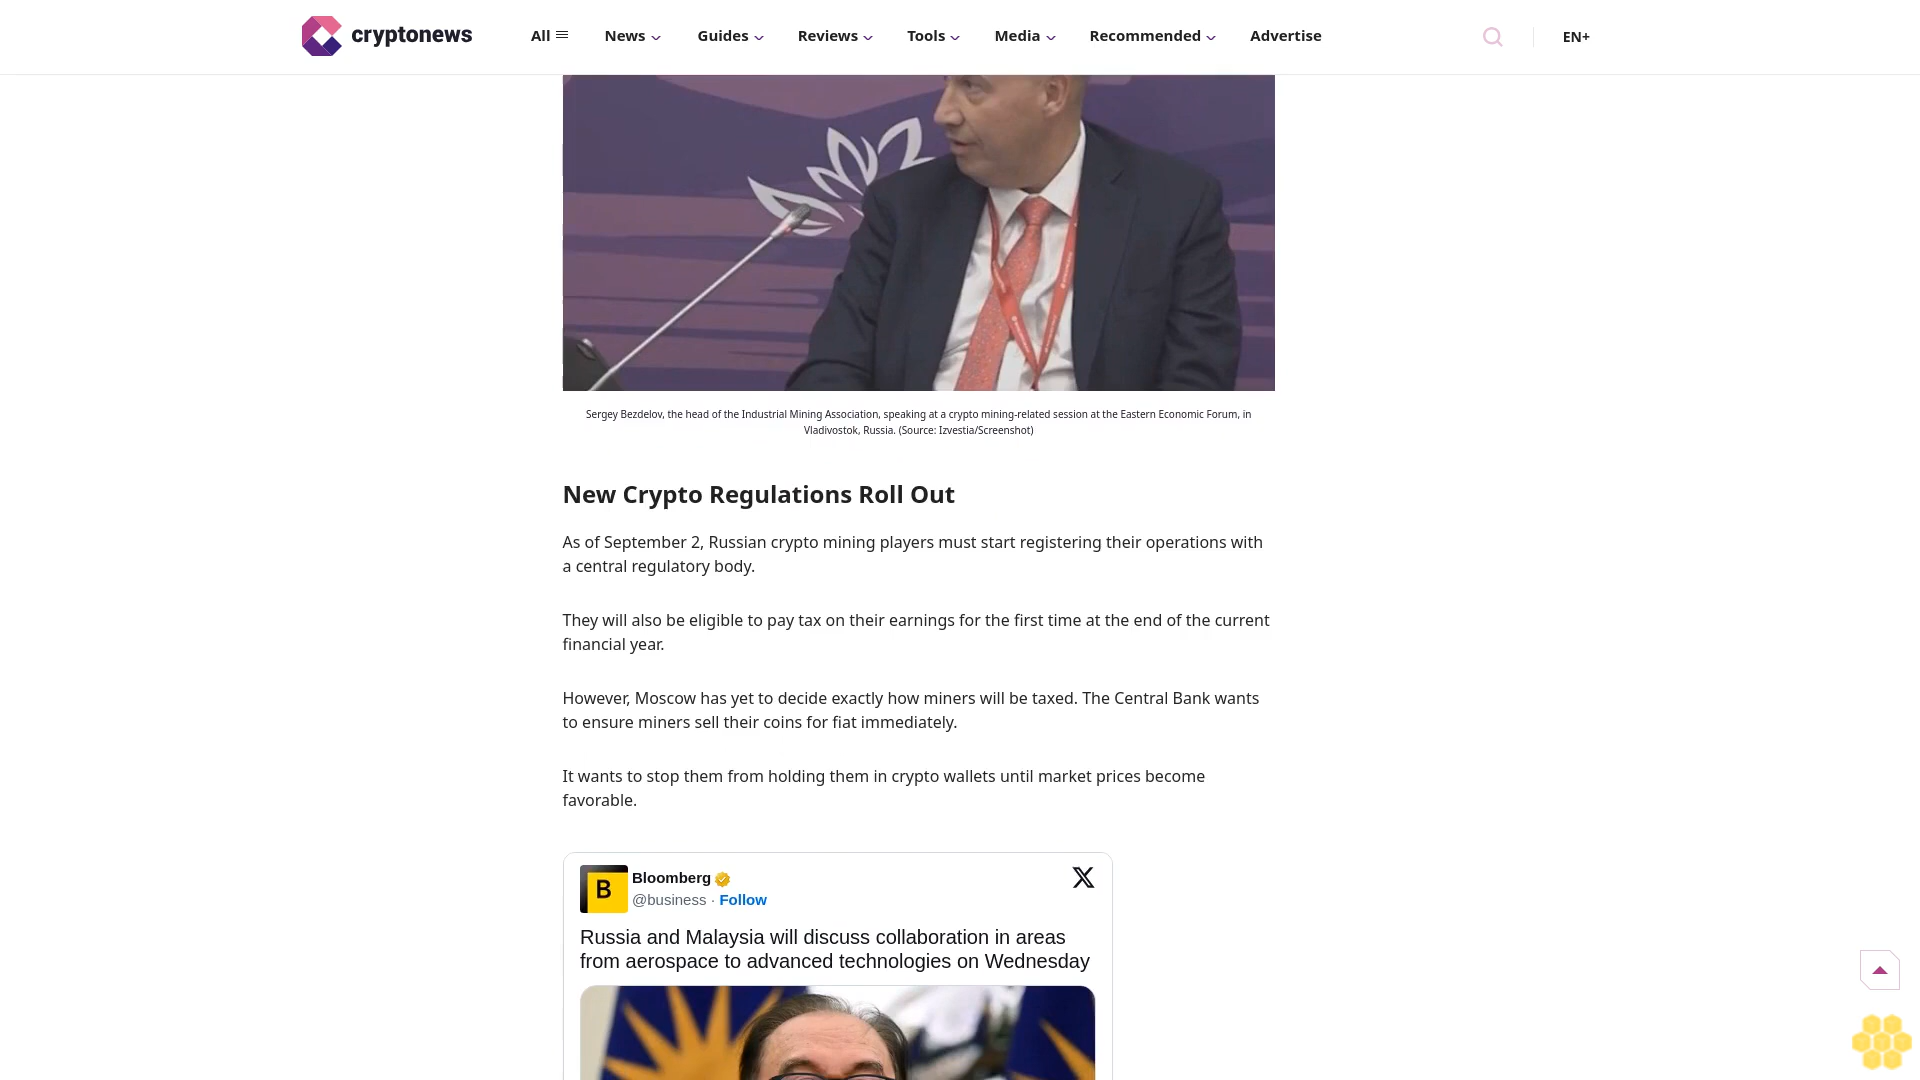 cryptonews
All News Guides Reviews Tools Media Recommended Advertise EN+
Sergey Bezdelov, the head of the Industrial Mining Association, speaking at a crypto mining-related session at the Eastern Economic Forum, in
Vladivostok, Russia. (Source: Izvestia/Screenshot)
New Crypto Regulations Roll Out
As of September 2, Russian crypto mining players must start registering their operations with
a central regulatory body.
They will also be eligible to pay tax on their earnings for the first time at the end of the current
financial year.
However, Moscow has yet to decide exactly how miners will be taxed. The Central Bank wants
to ensure miners sell their coins for fiat immediately.
It wants to stop them from holding them in crypto wallets until market prices become
favorable.
B
Bloomberg
@business · Follow
Russia and Malaysia will discuss collaboration in areas
from aerospace to advanced technologies on Wednesday